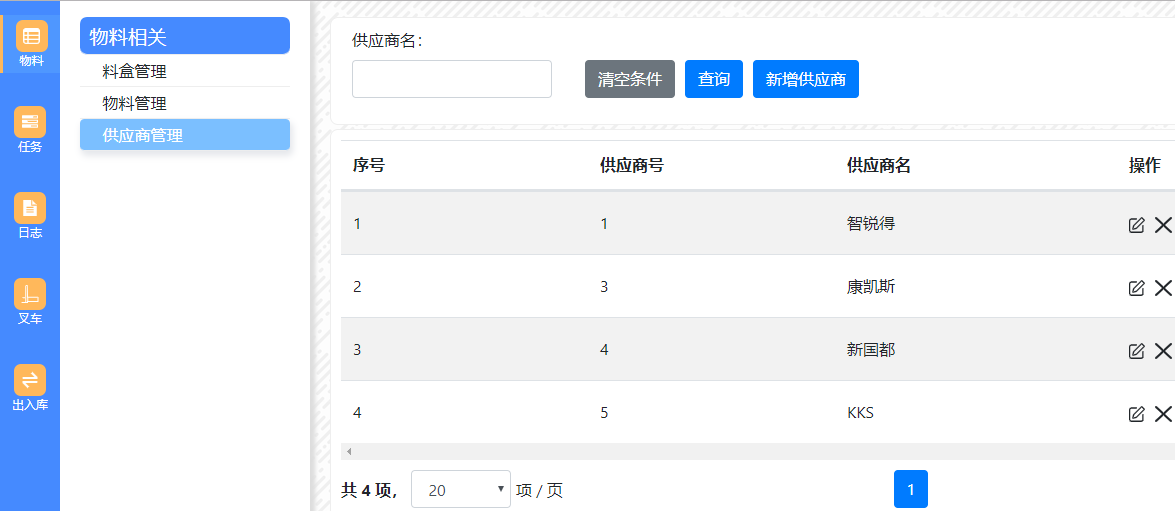 物料
任务
日志
叉车
出入库
物料相关
料盒管理
物料管理
供应商管理
供应商名:
清空条件 查询 新增供应商
序号 供应商号 供应商名 操作
1 1 智锐得
2 3 康凯斯
3 4 新国都
4 5 KKS
共 4 项, 20 项 / 页 1